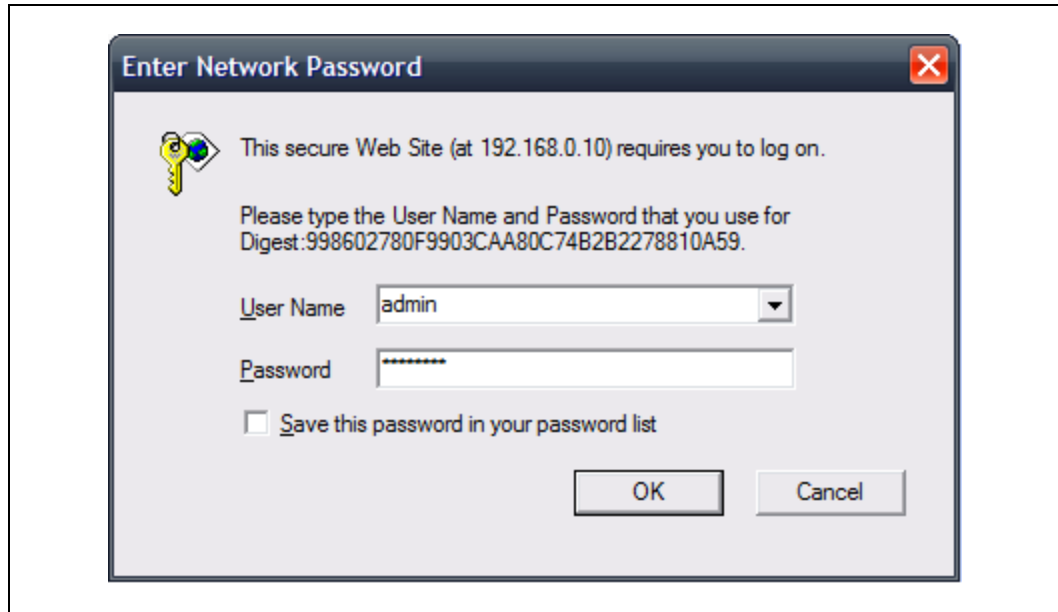 Enter Network Password
This secure Web Site (at 192.168.0.10) requires you to log on.
Please type the User Name and Password that you use for
Digest:998602780F9903CAA80C74B2B2278810A59.
User Name admin
Password ********
Save this password in your password list
OK Cancel